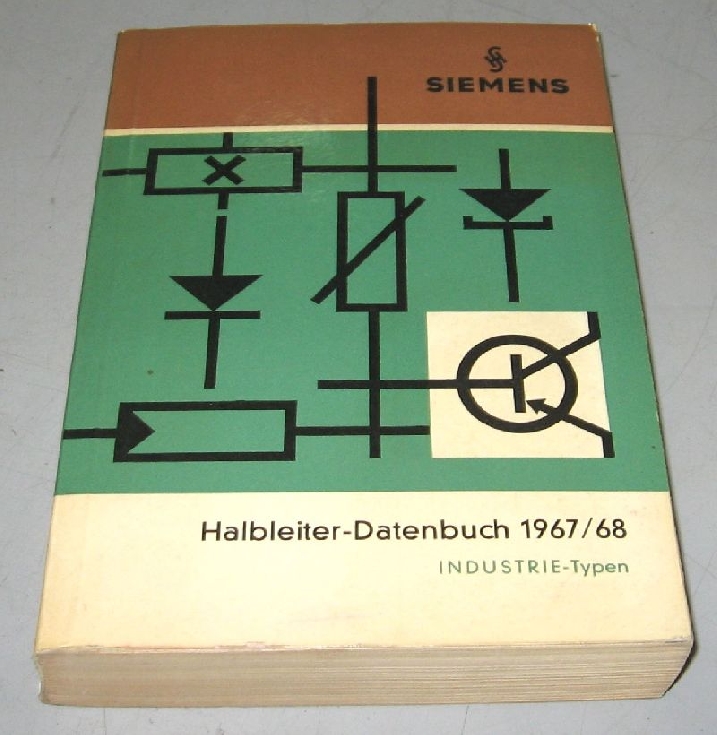 SIEMENS
Halbleiter-Datenbuch 1967/68
INDUSTRIE-Typen